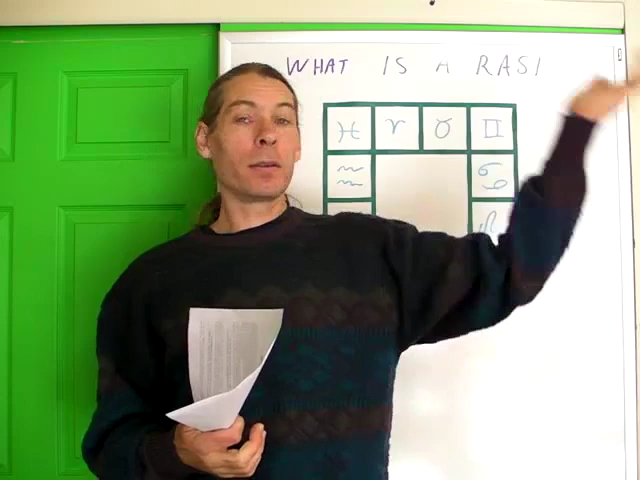 WHAT IS A RASI
♓ ♈ ♉ ♊
♒ ♋
♌